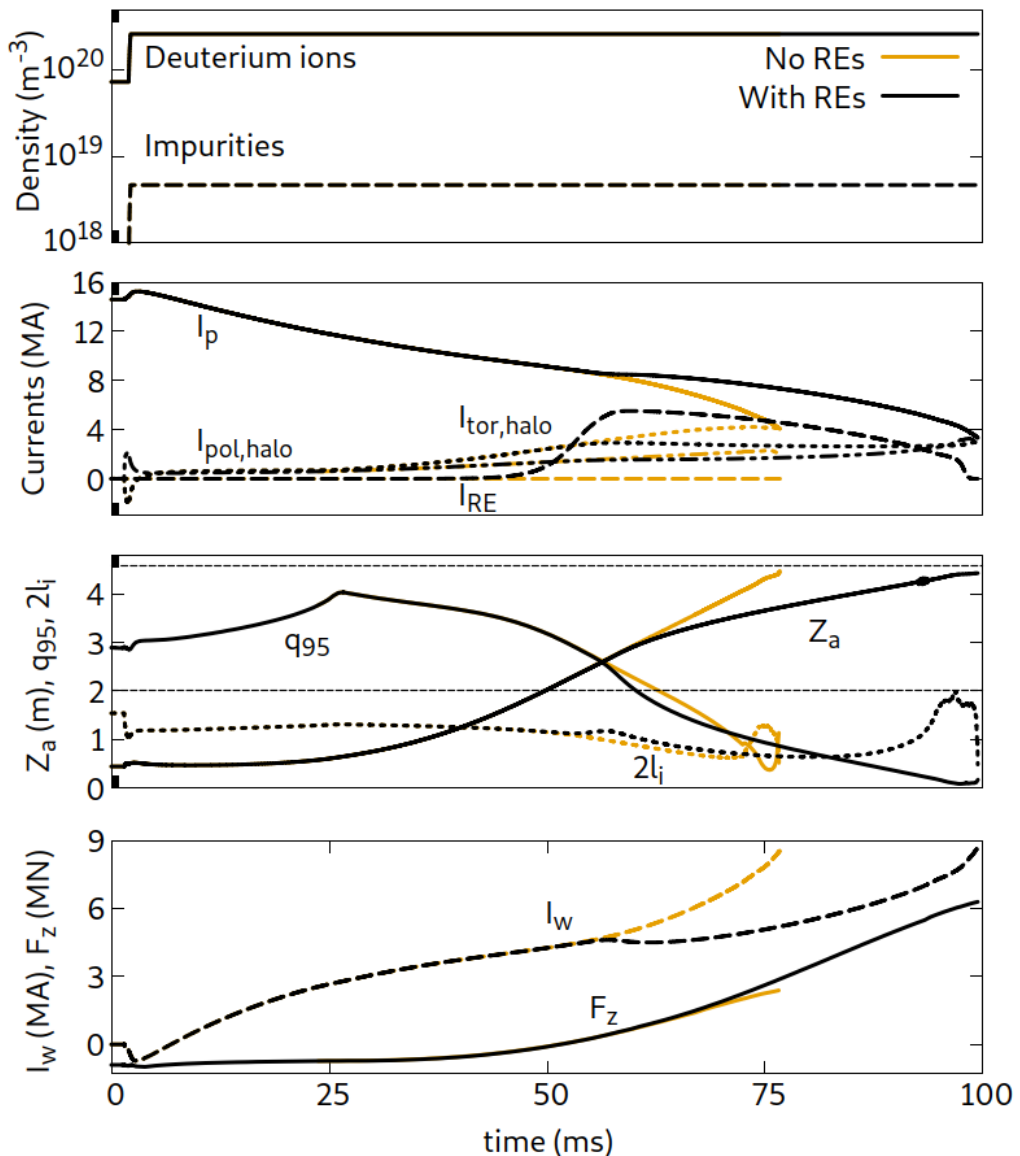 Density (m⁻³)
10²⁰
10¹⁹
10¹⁸
Deuterium ions
Impurities
No REs
With REs
Currents (MA)
16
12
8
4
0
Iₚ
I_pol,halo
I_tor,halo
I_RE
Zₐ (m), q₉₅, 2lᵢ
4
3
2
1
0
q₉₅
Zₐ
2lᵢ
I_w (MA), F_z (MN)
9
6
3
0
I_w
F_z
0
25
50
75
100
time (ms)